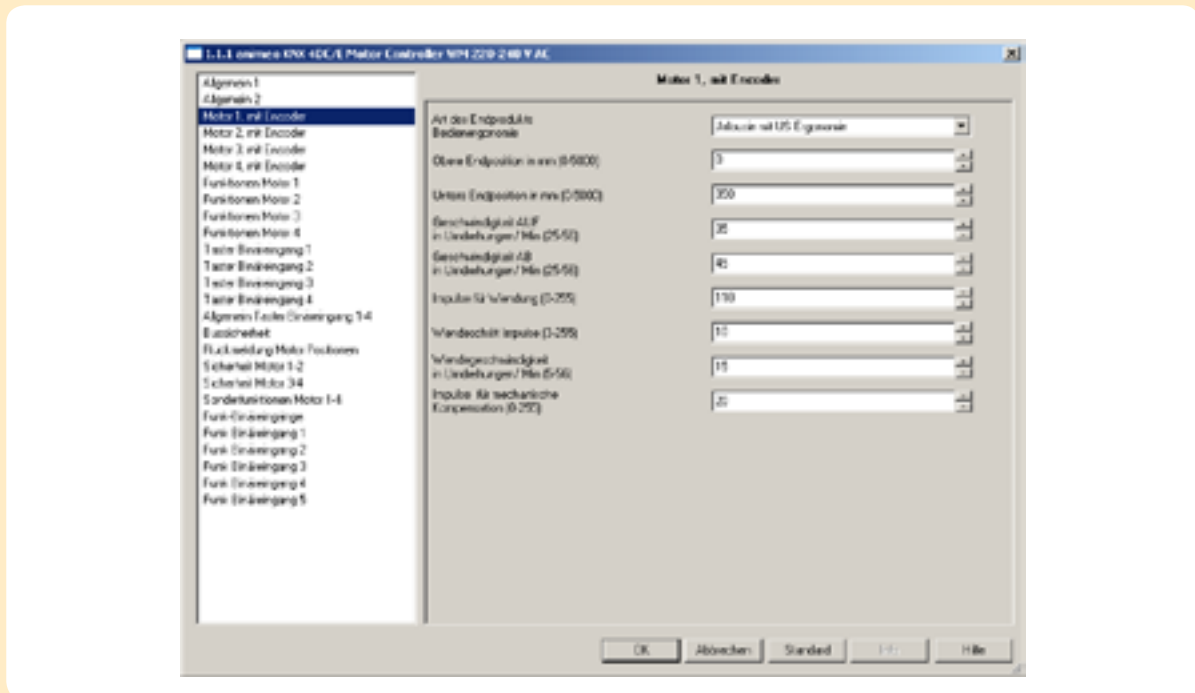 1.1.1 animeo KNX 4DC/E Motor Controller WM 220-240 V AC
Allgemein 1
Allgemein 2
Motor 1, mit Encoder
Motor 2, mit Encoder
Motor 3, mit Encoder
Motor 4, mit Encoder
Funktionen Motor 1
Funktionen Motor 2
Funktionen Motor 3
Funktionen Motor 4
Taster Binäreingang 1
Taster Binäreingang 2
Taster Binäreingang 3
Taster Binäreingang 4
Allgemein Taster Binäreingang 1-4
Bussicherheit
Rückmeldung Motor Positionen
Sicherheit Motor 1-2
Sicherheit Motor 3-4
Sonderfunktionen Motor 1-4
Funk-Binäreingänge
Funk Binäreingang 1
Funk Binäreingang 2
Funk Binäreingang 3
Funk Binäreingang 4
Funk Binäreingang 5
Motor 1, mit Encoder
Art des Endprodukts
Bedienergonomie
Jalousie mit US Ergonomie
Obere Endposition in mm (0-5000)
Untere Endposition in mm (0-5000)
350
Geschwindigkeit AUF
in Umdrehungen / Min (25-56)
35
Geschwindigkeit AB
in Umdrehungen / Min (25-56)
45
Impulse für Wendung (0-255)
110
Wendeschritt Impulse (0-255)
10
Wendegeschwindigkeit
in Umdrehungen / Min (5-56)
15
Impulse für mechanische
Kompensation (0-255)
20
OK
Abbrechen
Standard
Info
Hilfe